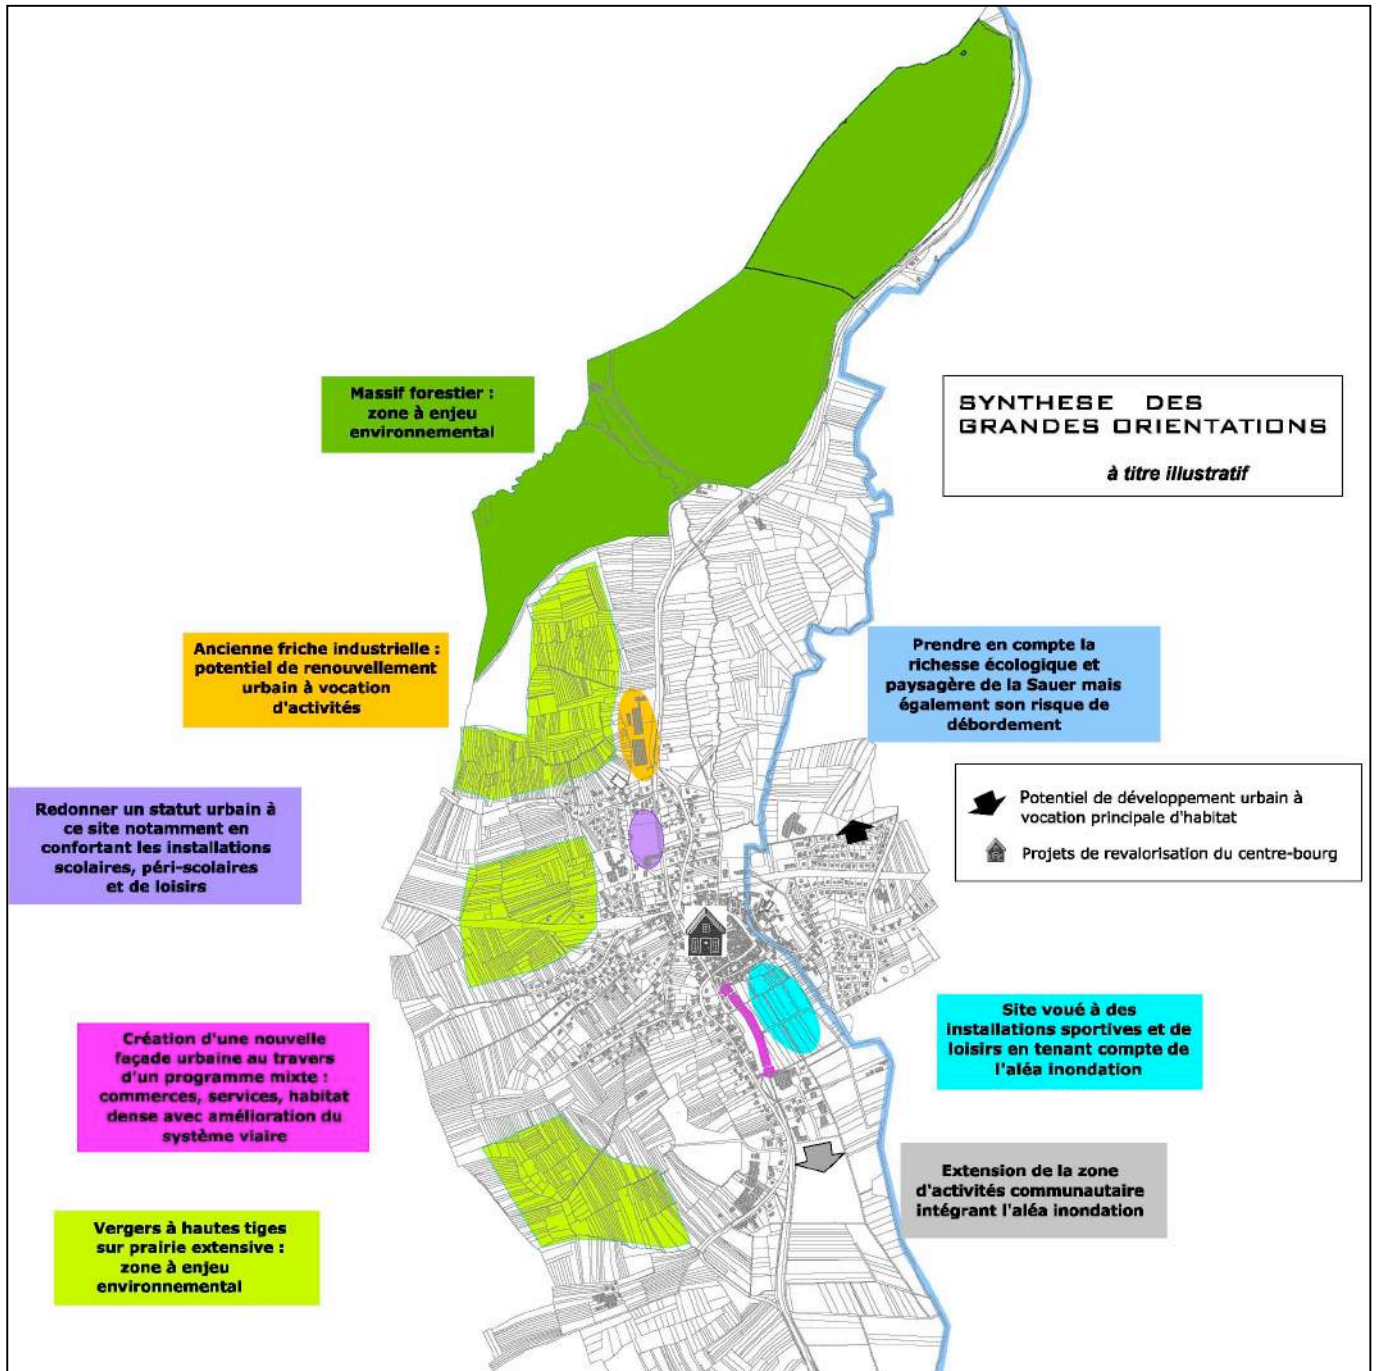 Massif forestier :
zone à enjeu
environnemental
SYNTHESE DES
GRANDES ORIENTATIONS
à titre illustratif
Ancienne friche industrielle :
potentiel de renouvellement
urbain à vocation
d'activités
Prendre en compte la
richesse écologique et
paysagère de la Sauer mais
également son risque de
débordement
Redonner un statut urbain à
ce site notamment en
confortant les installations
scolaires, péri-scolaires
et de loisirs
Potentiel de développement urbain à
vocation principale d'habitat
Projets de revalorisation du centre-bourg
Création d'une nouvelle
façade urbaine au travers
d'un programme mixte :
commerces, services, habitat
dense avec amélioration du
système viaire
Site voué à des
installations sportives et de
loisirs en tenant compte de
l'aléa inondation
Extension de la zone
d'activités communautaire
intégrant l'aléa inondation
Vergers à hautes tiges
sur prairie extensive :
zone à enjeu
environnemental